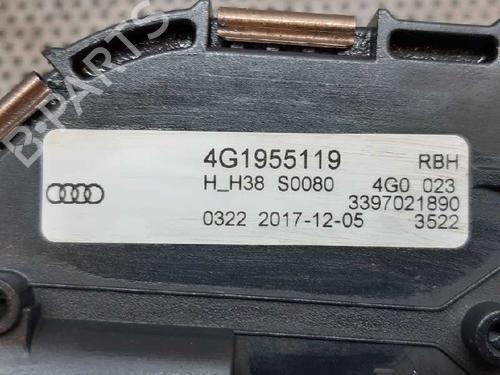 B-PARTS
4G1955119 RBH
H_H38 S0080 4G0 023
3397021890
0322 2017-12-05 3522